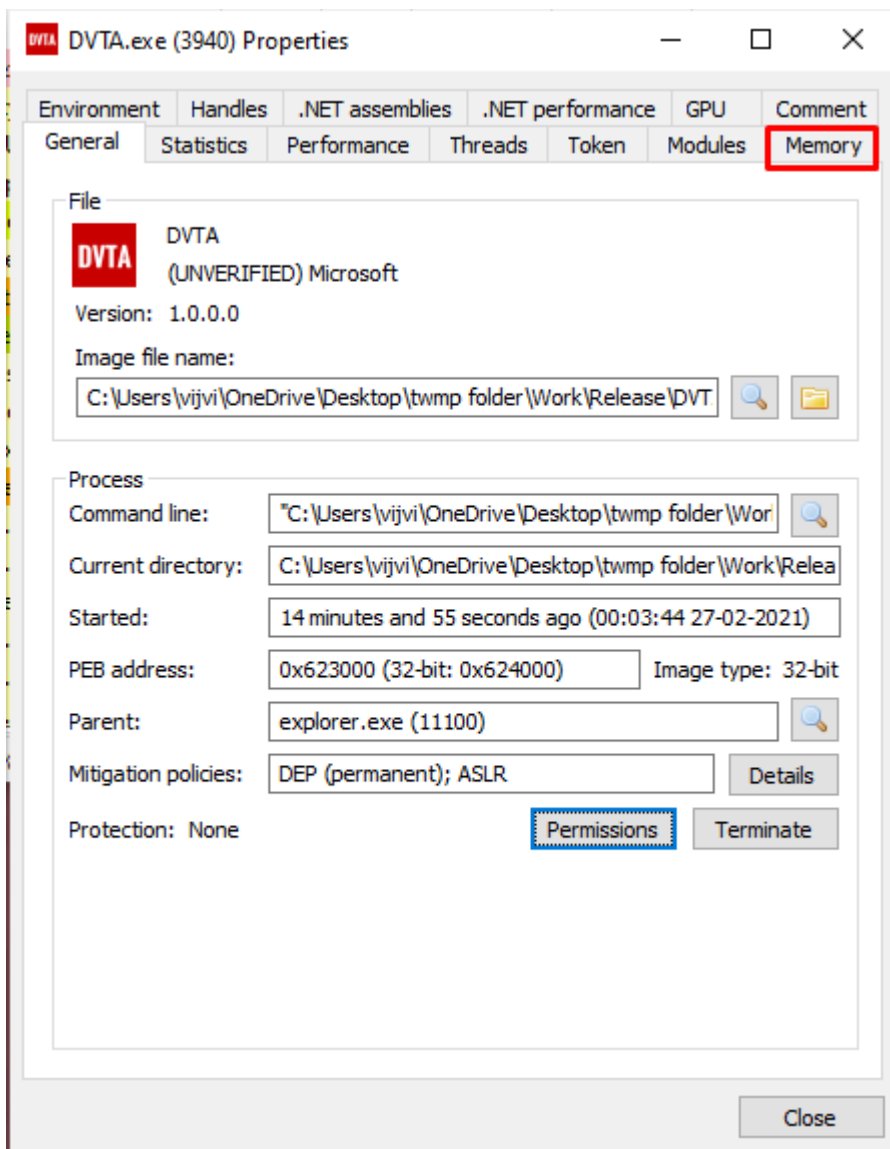 DVTA DVTA.exe (3940) Properties
Environment Handles .NET assemblies .NET performance GPU Comment
General Statistics Performance Threads Token Modules Memory
File
DVTA
DVTA
(UNVERIFIED) Microsoft
Version: 1.0.0.0
Image file name:
C:\Users\vijvi\OneDrive\Desktop\twmp folder\Work\Release\DVT
Process
Command line: "C:\Users\vijvi\OneDrive\Desktop\twmp folder\Wor
Current directory: C:\Users\vijvi\OneDrive\Desktop\twmp folder\Work\Relea
Started: 14 minutes and 55 seconds ago (00:03:44 27-02-2021)
PEB address: 0x623000 (32-bit: 0x624000) Image type: 32-bit
Parent: explorer.exe (11100)
Mitigation policies: DEP (permanent); ASLR Details
Protection: None Permissions Terminate
Close